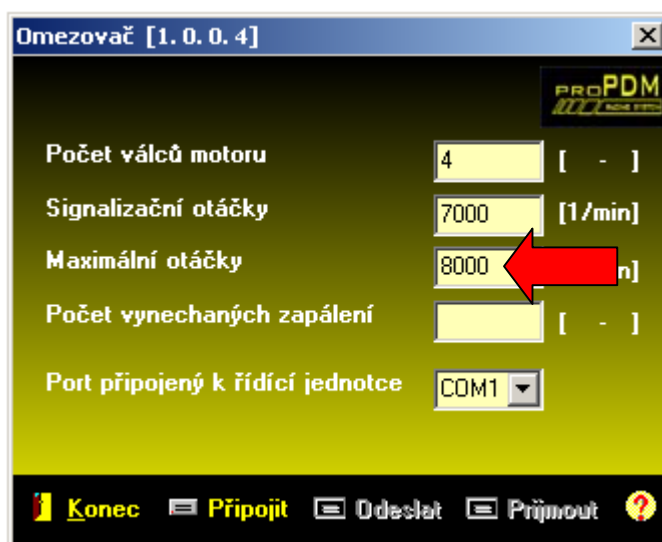 Omezovač [1.0.0.4]
PROPDM
Počet válců motoru 4 [ - ]
Signalizační otáčky 7000 [1/min]
Maximální otáčky 8000 n]
Počet vynechaných zapálení [ - ]
Port připojený k řídící jednotce COM1
Konec Připojit Odeslat Prijmout ?